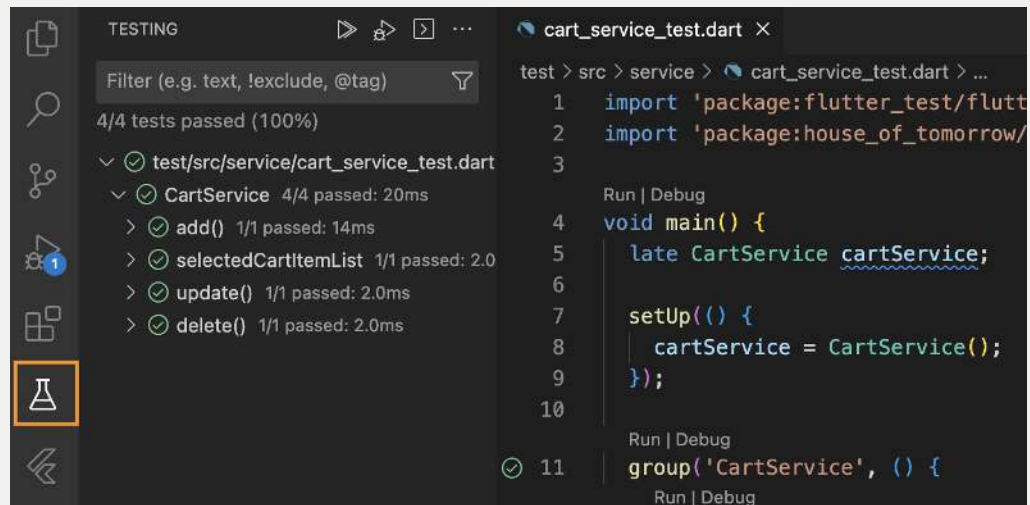 TESTING
Filter (e.g. text, !exclude, @tag)
4/4 tests passed (100%)
test/src/service/cart_service_test.dart
CartService 4/4 passed: 20ms
add() 1/1 passed: 14ms
selectedCartItemList 1/1 passed: 2.0
update() 1/1 passed: 2.0ms
delete() 1/1 passed: 2.0ms
1
cart_service_test.dart
test > src > service > cart_service_test.dart > ...
1 import 'package:flutter_test/flutt
2 import 'package:house_of_tomorrow/
3
Run | Debug
4 void main() {
5 late CartService cartService;
6
7 setUp(() {
8 cartService = CartService();
9 });
10
Run | Debug
11 group('CartService', () {
Run | Debug